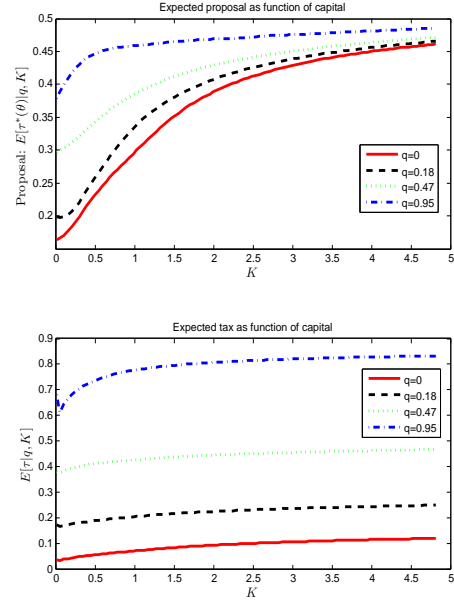 Expected proposal as function of capital
Proposal: E[τ*(θ)|q, K]
0.5
0.45
0.4
0.35
0.3
0.25
0.2
q=0
q=0.18
q=0.47
q=0.95
0 0.5 1 1.5 2 2.5 3 3.5 4 4.5 5
K
Expected tax as function of capital
E[τ|q, K]
0.9
0.8
0.7
0.6
0.5
0.4
0.3
0.2
0.1
0
q=0
q=0.18
q=0.47
q=0.95
0 0.5 1 1.5 2 2.5 3 3.5 4 4.5 5
K